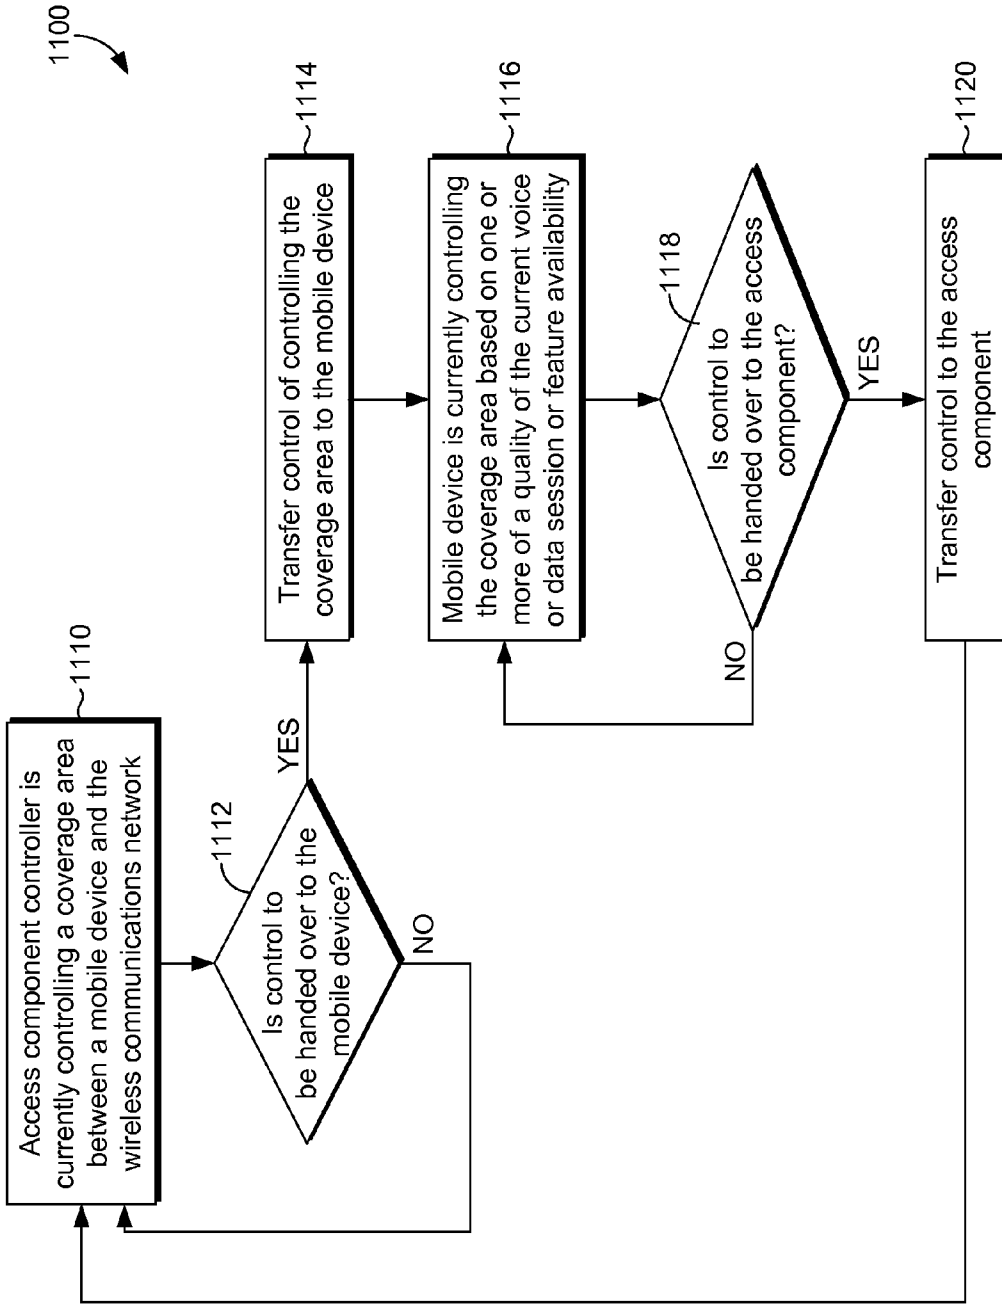 1100
1110
Access component controller is
currently controlling a coverage area
between a mobile device and the
wireless communications network
1112
Is control to
be handed over to the
mobile device?
YES
NO
1114
Transfer control of controlling the
coverage area to the mobile device
1116
Mobile device is currently controlling
the coverage area based on one or
more of a quality of the current voice
or data session or feature availability
1118
Is control to
be handed over to the access
component?
NO
YES
1120
Transfer control to the access
component